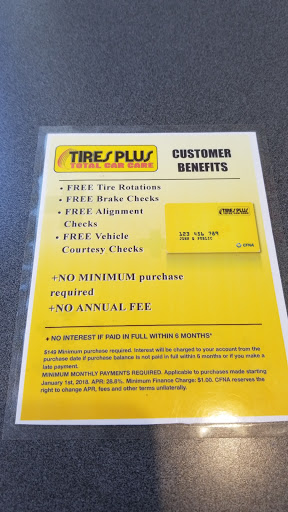 TIRES PLUS
TOTAL CAR CARE
CUSTOMER
BENEFITS
• FREE Tire Rotations
• FREE Brake Checks
• FREE Alignment
Checks
• FREE Vehicle
Courtesy Checks
TIRES PLUS
123 456 789
JOHN Q PUBLIC
CFNA
+NO MINIMUM purchase
required
+NO ANNUAL FEE
• NO INTEREST IF PAID IN FULL WITHIN 6 MONTHS*
$149 Minimum purchase required. Interest will be charged to your account from the
purchase date if purchase balance is not paid in full within 6 months or if you make a
late payment.
MINIMUM MONTHLY PAYMENTS REQUIRED. Applicable to purchases made starting
January 1st, 2018. APR: 28.8%. Minimum Finance Charge: $1.00. CFNA reserves the
right to change APR, fees and other terms unilaterally.